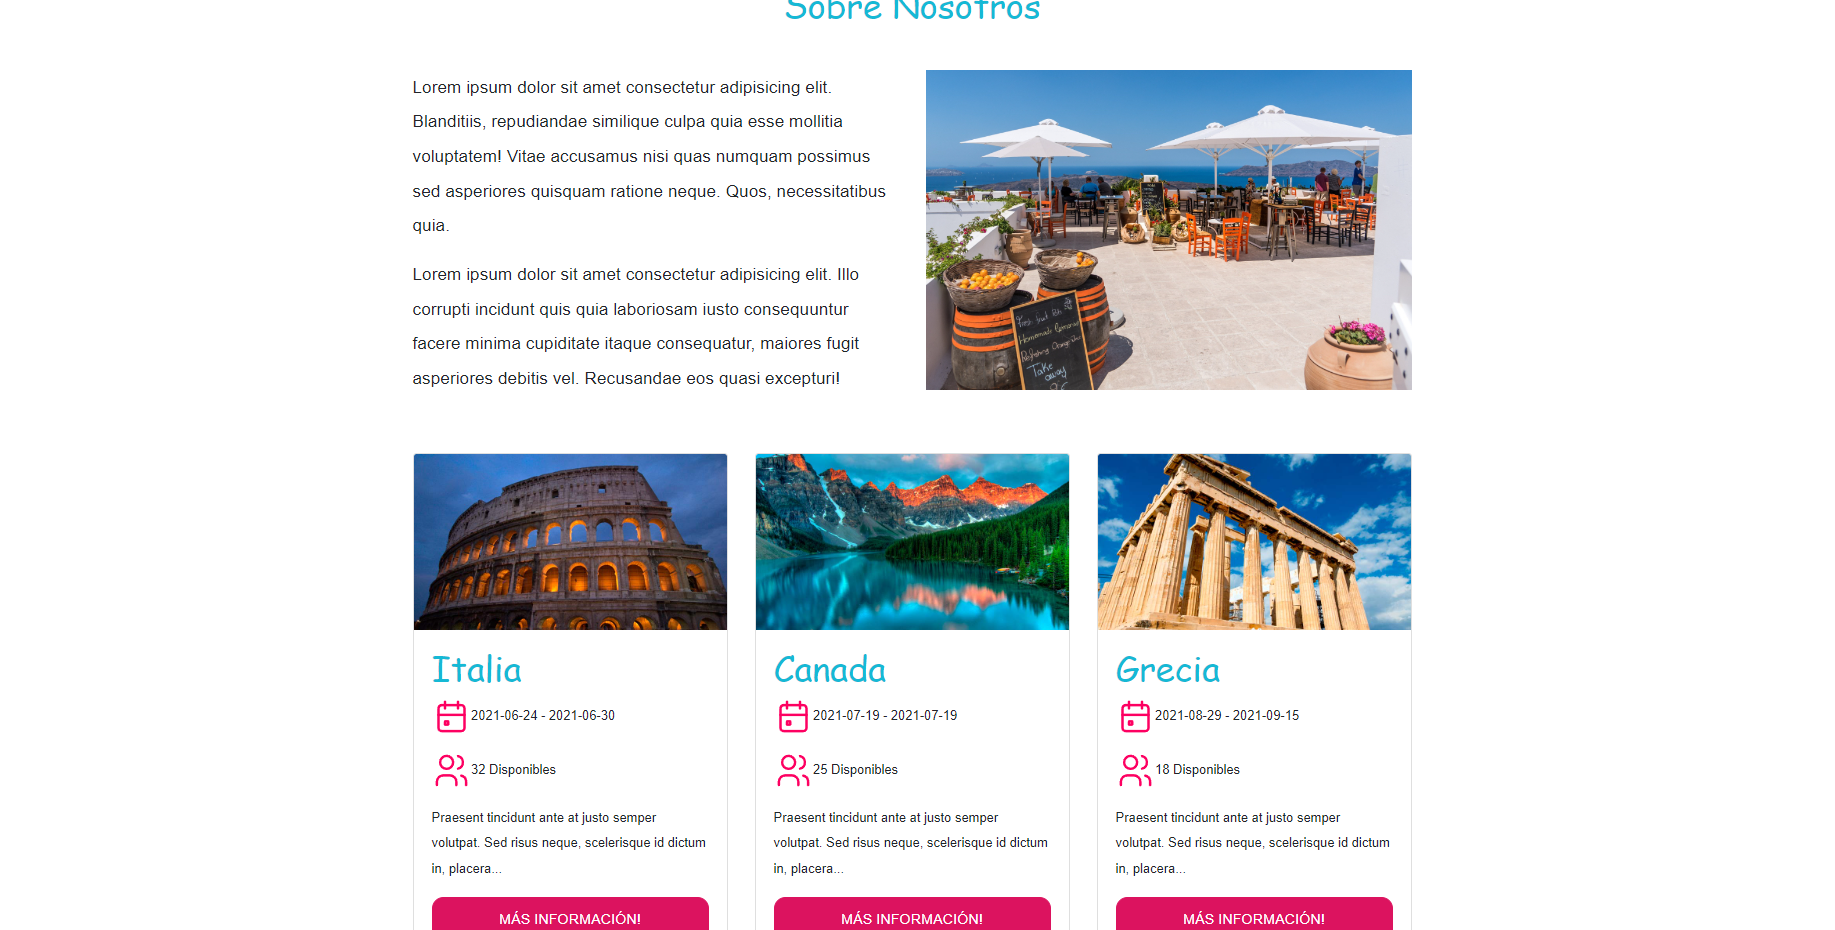 Sobre Nosotros
Lorem ipsum dolor sit amet consectetur adipisicing elit.
Blanditiis, repudiandae similique culpa quia esse mollitia
voluptatem! Vitae accusamus nisi quas numquam possimus
sed asperiores quisquam ratione neque. Quos, necessitatibus
quia.
Lorem ipsum dolor sit amet consectetur adipisicing elit. Illo
corrupti incidunt quis quia laboriosam iusto consequuntur
facere minima cupiditate itaque consequatur, maiores fugit
asperiores debitis vel. Recusandae eos quasi excepturi!
Homemade
Refreshing Orange
Take
away
Italia
2021-06-24 - 2021-06-30
32 Disponibles
Praesent tincidunt ante at justo semper
volutpat. Sed risus neque, scelerisque id dictum
in, placera...
MÁS INFORMACIÓN!
Canada
2021-07-19 - 2021-07-19
25 Disponibles
Praesent tincidunt ante at justo semper
volutpat. Sed risus neque, scelerisque id dictum
in, placera...
MÁS INFORMACIÓN!
Grecia
2021-08-29 - 2021-09-15
18 Disponibles
Praesent tincidunt ante at justo semper
volutpat. Sed risus neque, scelerisque id dictum
in, placera...
MÁS INFORMACIÓN!